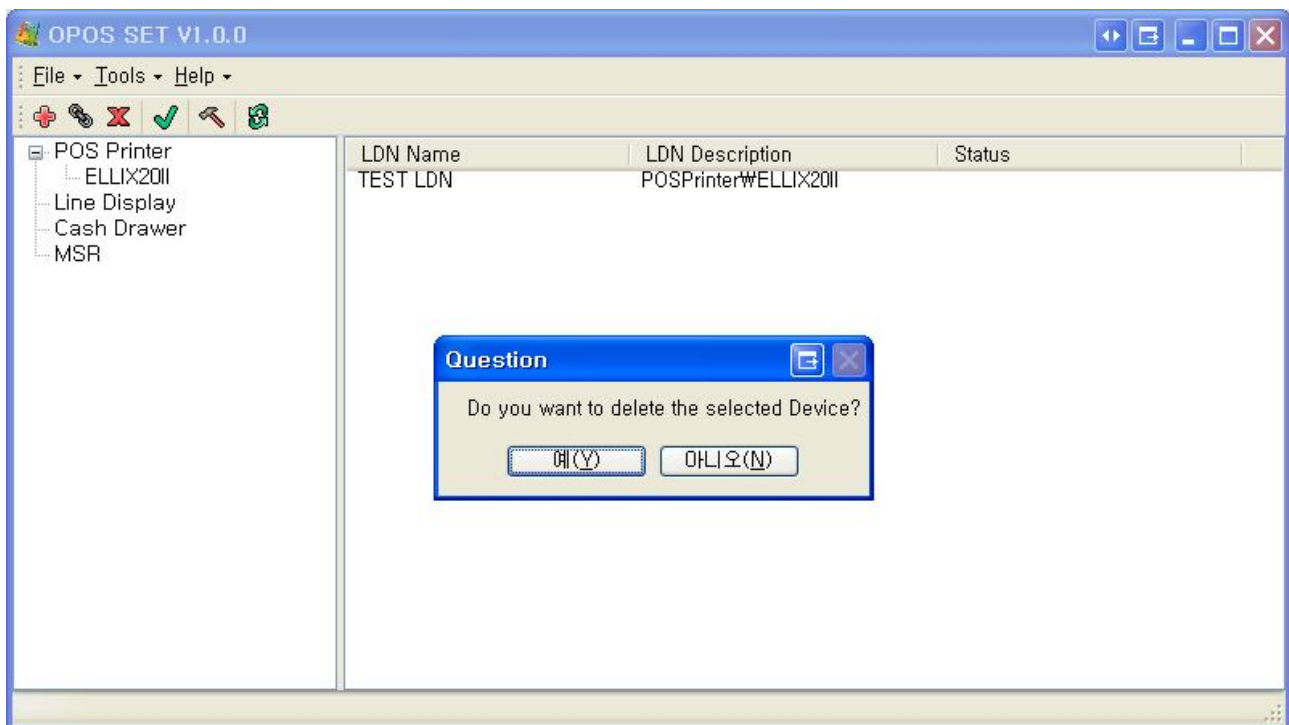 OPOS SET V1.0.0
File Tools Help
POS Printer
ELLIX20II
Line Display
Cash Drawer
MSR
LDN Name LDN Description Status
TEST LDN POSPrinter₩ELLIX20II
Question
Do you want to delete the selected Device?
예(Y) 아니오(N)